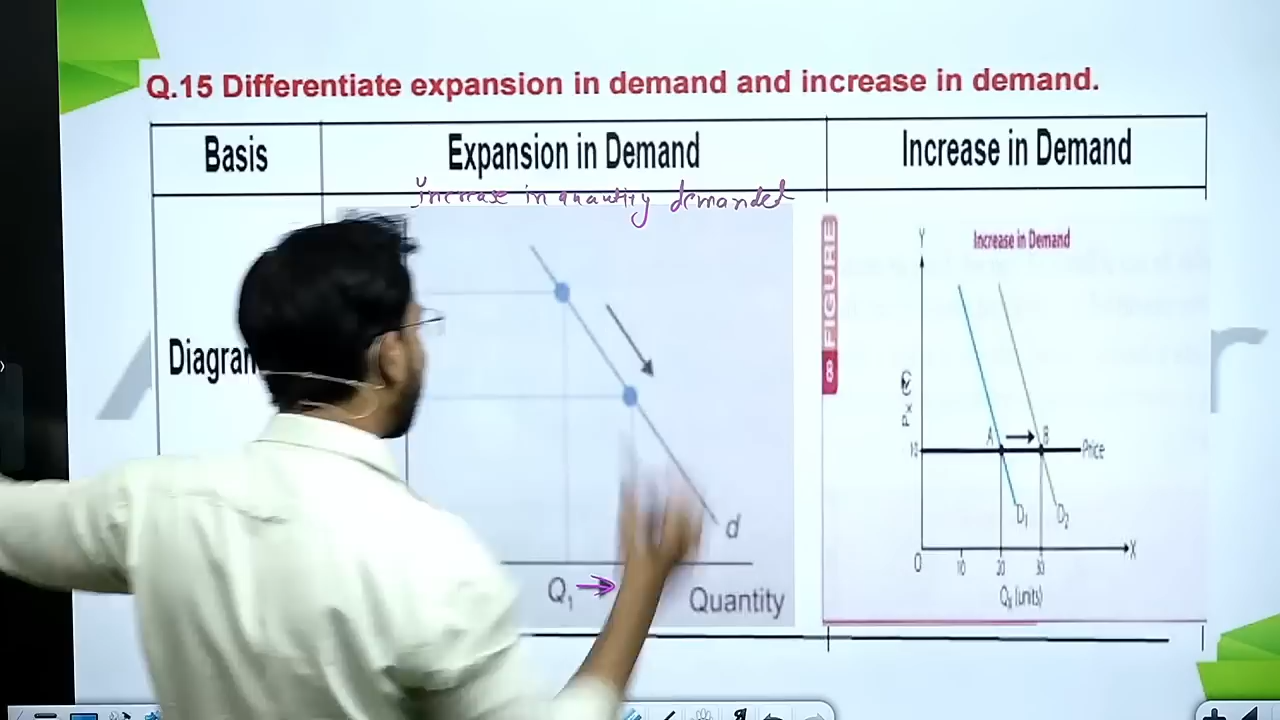 Q.15 Differentiate expansion in demand and increase in demand.
Basis
Expansion in Demand
Increase in Demand
increase in quantity demanded
Diagram
d
Q₁
Quantity
8 FIGURE
Increase in Demand
Y
A
B
Price
D₁
D₂
O
10
20
30
X
Qₓ (units)